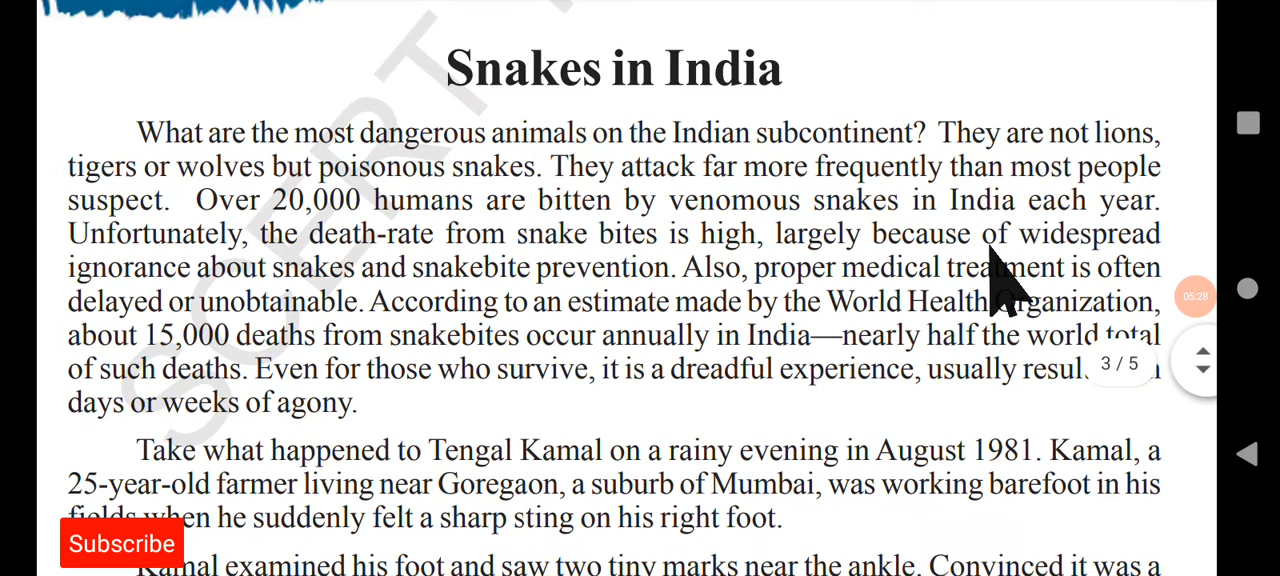 Snakes in India
What are the most dangerous animals on the Indian subcontinent? They are not lions,
tigers or wolves but poisonous snakes. They attack far more frequently than most people
suspect. Over 20,000 humans are bitten by venomous snakes in India each year.
Unfortunately, the death-rate from snake bites is high, largely because of widespread
ignorance about snakes and snakebite prevention. Also, proper medical treatment is often
delayed or unobtainable. According to an estimate made by the World Health Organization,
about 15,000 deaths from snakebites occur annually in India—nearly half the world total
of such deaths. Even for those who survive, it is a dreadful experience, usually
days or weeks of agony.
Take what happened to Tengal Kamal on a rainy evening in August 1981. Kamal, a
25-year-old farmer living near Goregaon, a suburb of Mumbai, was working barefoot in his
fields when he suddenly felt a sharp sting on his right foot.
Kamal examined his foot and saw two tiny marks near the ankle. Convinced it was a
SCERT
05:28
3 / 5
Subscribe